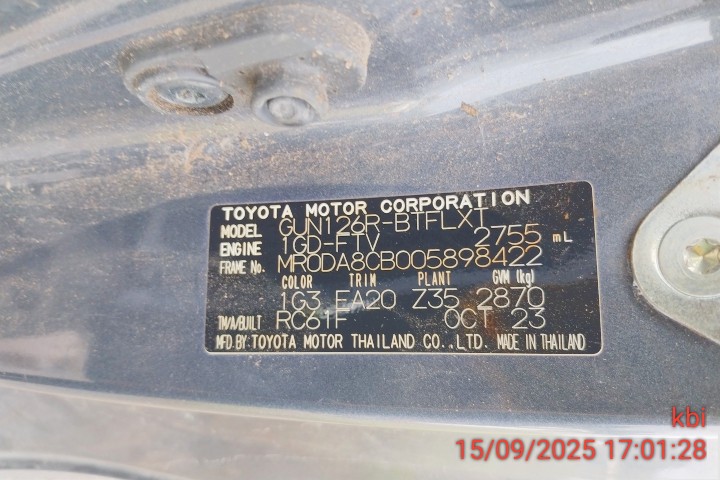 TOYOTA MOTOR CORPORATION
MODEL GUN126R-BTFLXT
ENGINE 1GD-FTV 2755 mL
FRAME No. MR0DA8CB005898422
COLOR TRIM PLANT GVM (kg)
1G3 FA20 Z35 2870
TM/A/BUILT RC61F OCT 23
MFD BY: TOYOTA MOTOR THAILAND CO.,LTD. MADE IN THAILAND
kbi
15/09/2025 17:01:28